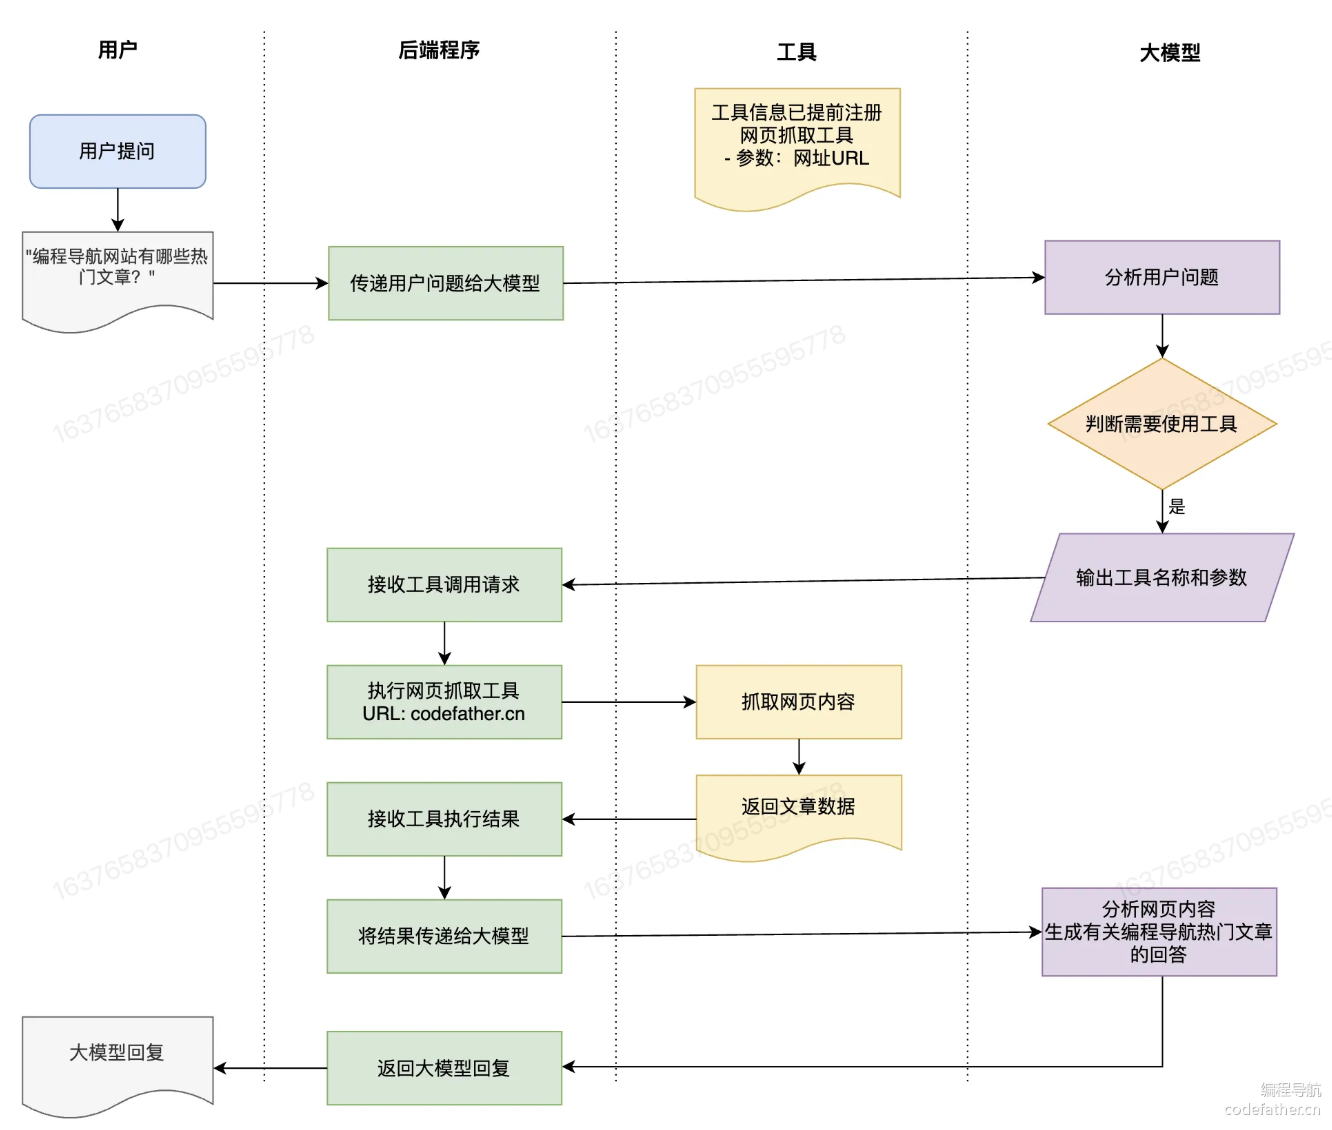 用户
后端程序
工具
大模型
工具信息已提前注册
网页抓取工具
- 参数：网址URL
用户提问
"编程导航网站有哪些热
门文章？"
传递用户问题给大模型
分析用户问题
判断需要使用工具
是
输出工具名称和参数
接收工具调用请求
执行网页抓取工具
URL: codefather.cn
抓取网页内容
返回文章数据
接收工具执行结果
将结果传递给大模型
分析网页内容
生成有关编程导航热门文章
的回答
返回大模型回复
大模型回复
1637658370955595778
1637658370955595778
1637658370955595
1637658370955595778
1637658370955595778
1637658370955595
编程导航
codefather.cn